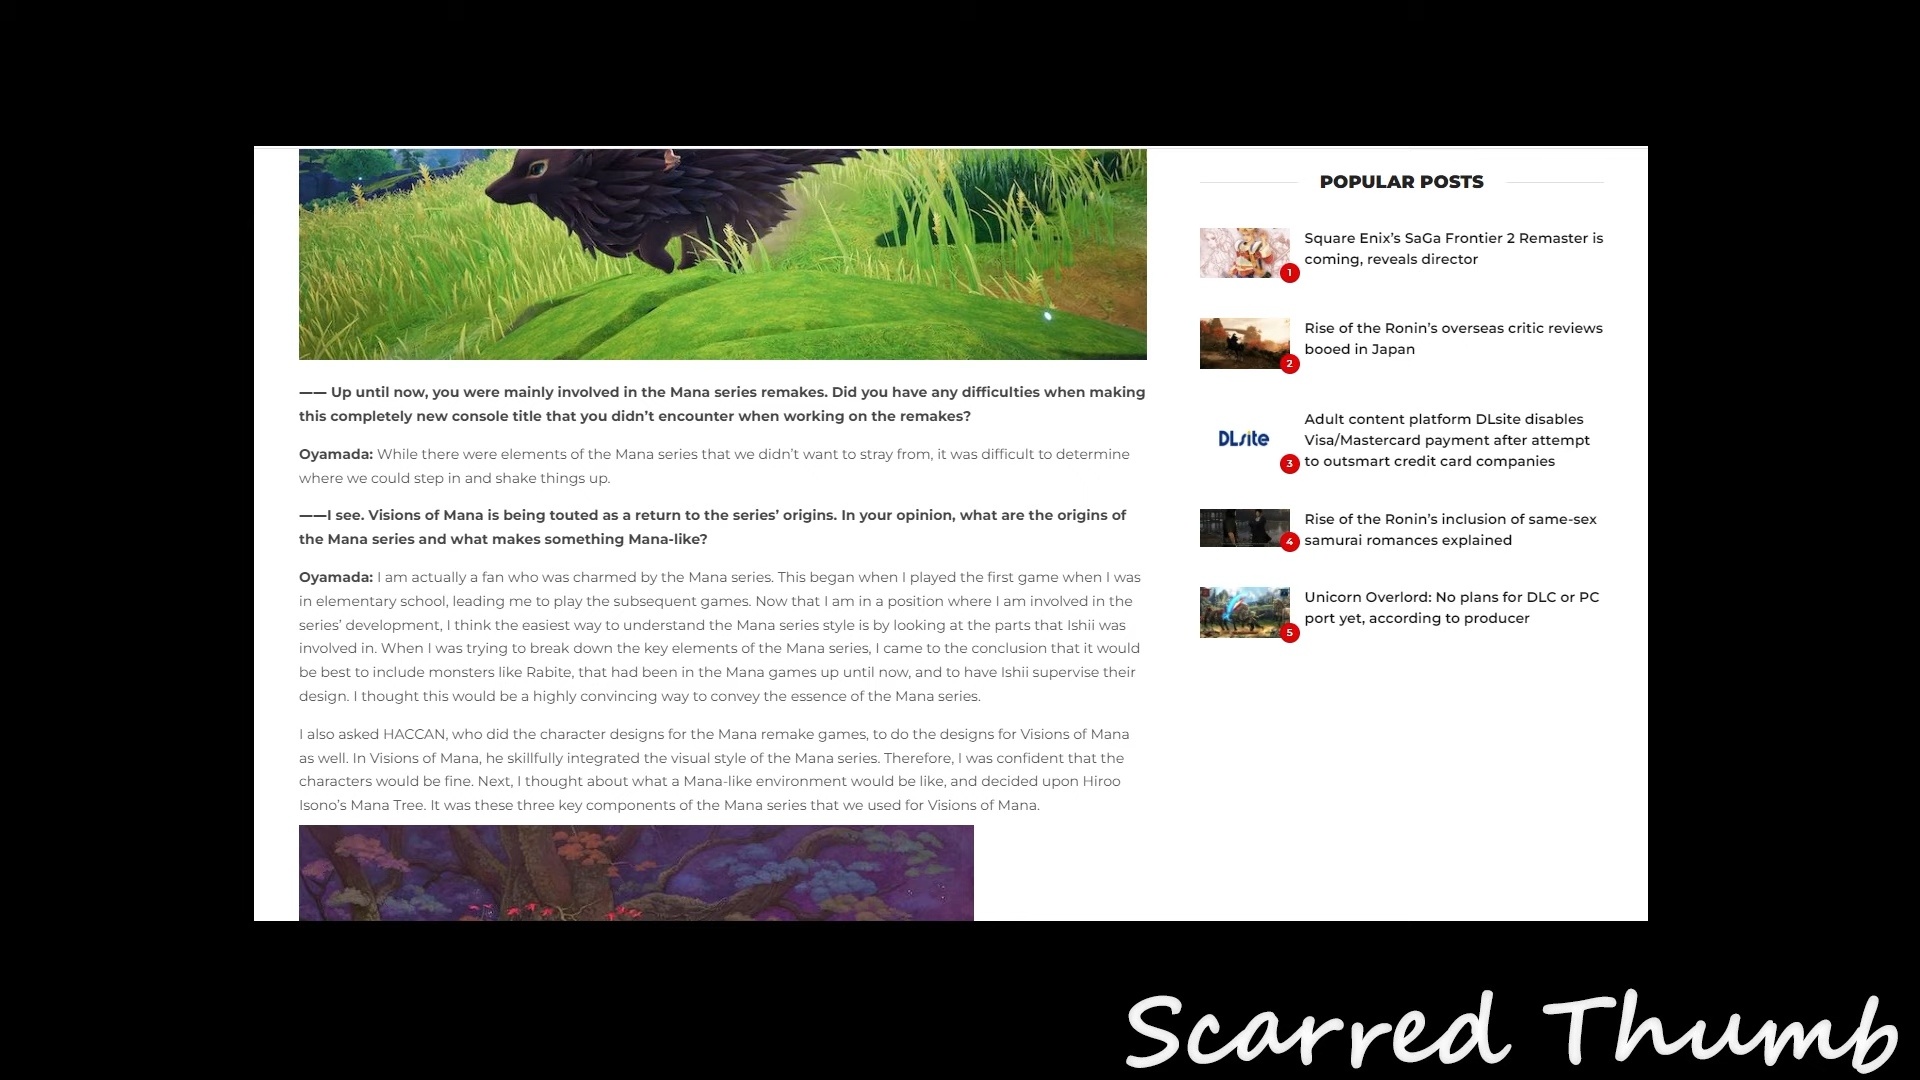 —— Up until now, you were mainly involved in the Mana series remakes. Did you have any difficulties when making
this completely new console title that you didn’t encounter when working on the remakes?
Oyamada: While there were elements of the Mana series that we didn’t want to stray from, it was difficult to determine
where we could step in and shake things up.
——I see. Visions of Mana is being touted as a return to the series’ origins. In your opinion, what are the origins of
the Mana series and what makes something Mana-like?
Oyamada: I am actually a fan who was charmed by the Mana series. This began when I played the first game when I was
in elementary school, leading me to play the subsequent games. Now that I am in a position where I am involved in the
series’ development, I think the easiest way to understand the Mana series style is by looking at the parts that Ishii was
involved in. When I was trying to break down the key elements of the Mana series, I came to the conclusion that it would
be best to include monsters like Rabite, that had been in the Mana games up until now, and to have Ishii supervise their
design. I thought this would be a highly convincing way to convey the essence of the Mana series.
I also asked HACCAN, who did the character designs for the Mana remake games, to do the designs for Visions of Mana
as well. In Visions of Mana, he skillfully integrated the visual style of the Mana series. Therefore, I was confident that the
characters would be fine. Next, I thought about what a Mana-like environment would be like, and decided upon Hiroo
Isono’s Mana Tree. It was these three key components of the Mana series that we used for Visions of Mana.
POPULAR POSTS
Square Enix’s SaGa Frontier 2 Remaster is
coming, reveals director
1
Rise of the Ronin’s overseas critic reviews
booed in Japan
2
DLsite
Adult content platform DLsite disables
Visa/Mastercard payment after attempt
to outsmart credit card companies
3
Rise of the Ronin’s inclusion of same-sex
samurai romances explained
4
Unicorn Overlord: No plans for DLC or PC
port yet, according to producer
5
Scarred Thumb